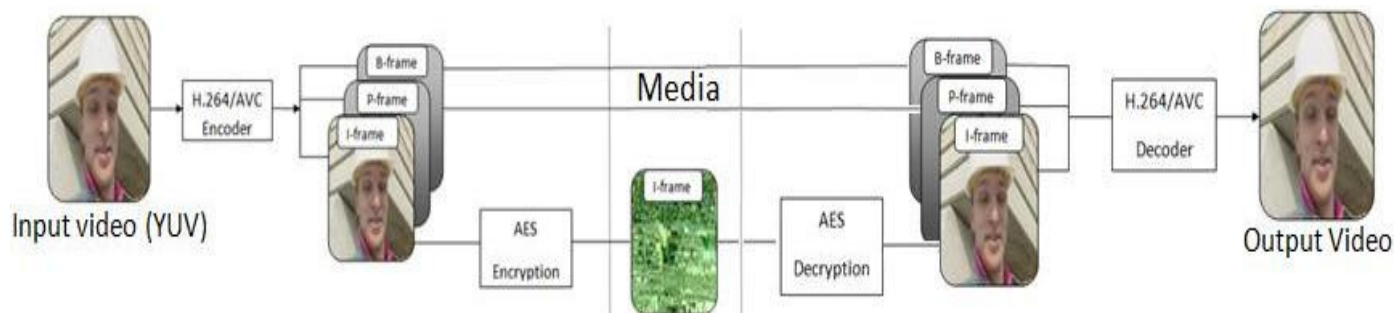 Input video (YUV)
H.264/AVC
Encoder
B-frame
P-frame
I-frame
AES
Encryption
Media
I-frame
AES
Decryption
B-frame
P-frame
I-frame
H.264/AVC
Decoder
Output Video